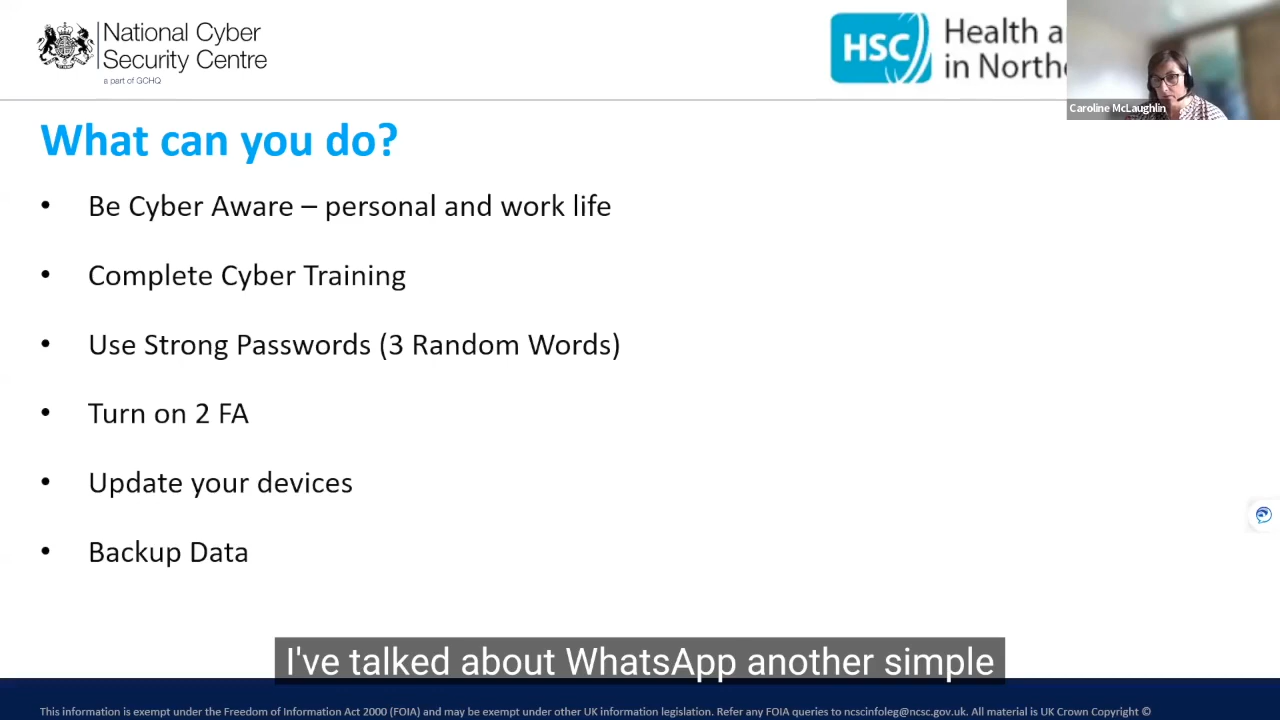 National Cyber
Security Centre
a part of GCHQ
HSC
Health a
in Northe
Caroline McLaughlin
What can you do?
• Be Cyber Aware – personal and work life
• Complete Cyber Training
• Use Strong Passwords (3 Random Words)
• Turn on 2 FA
• Update your devices
• Backup Data
I've talked about WhatsApp another simple
This information is exempt under the Freedom of Information Act 2000 (FOIA) and may be exempt under other UK information legislation. Refer any FOIA queries to ncscinfoleg@ncsc.gov.uk. All material is UK Crown Copyright ©